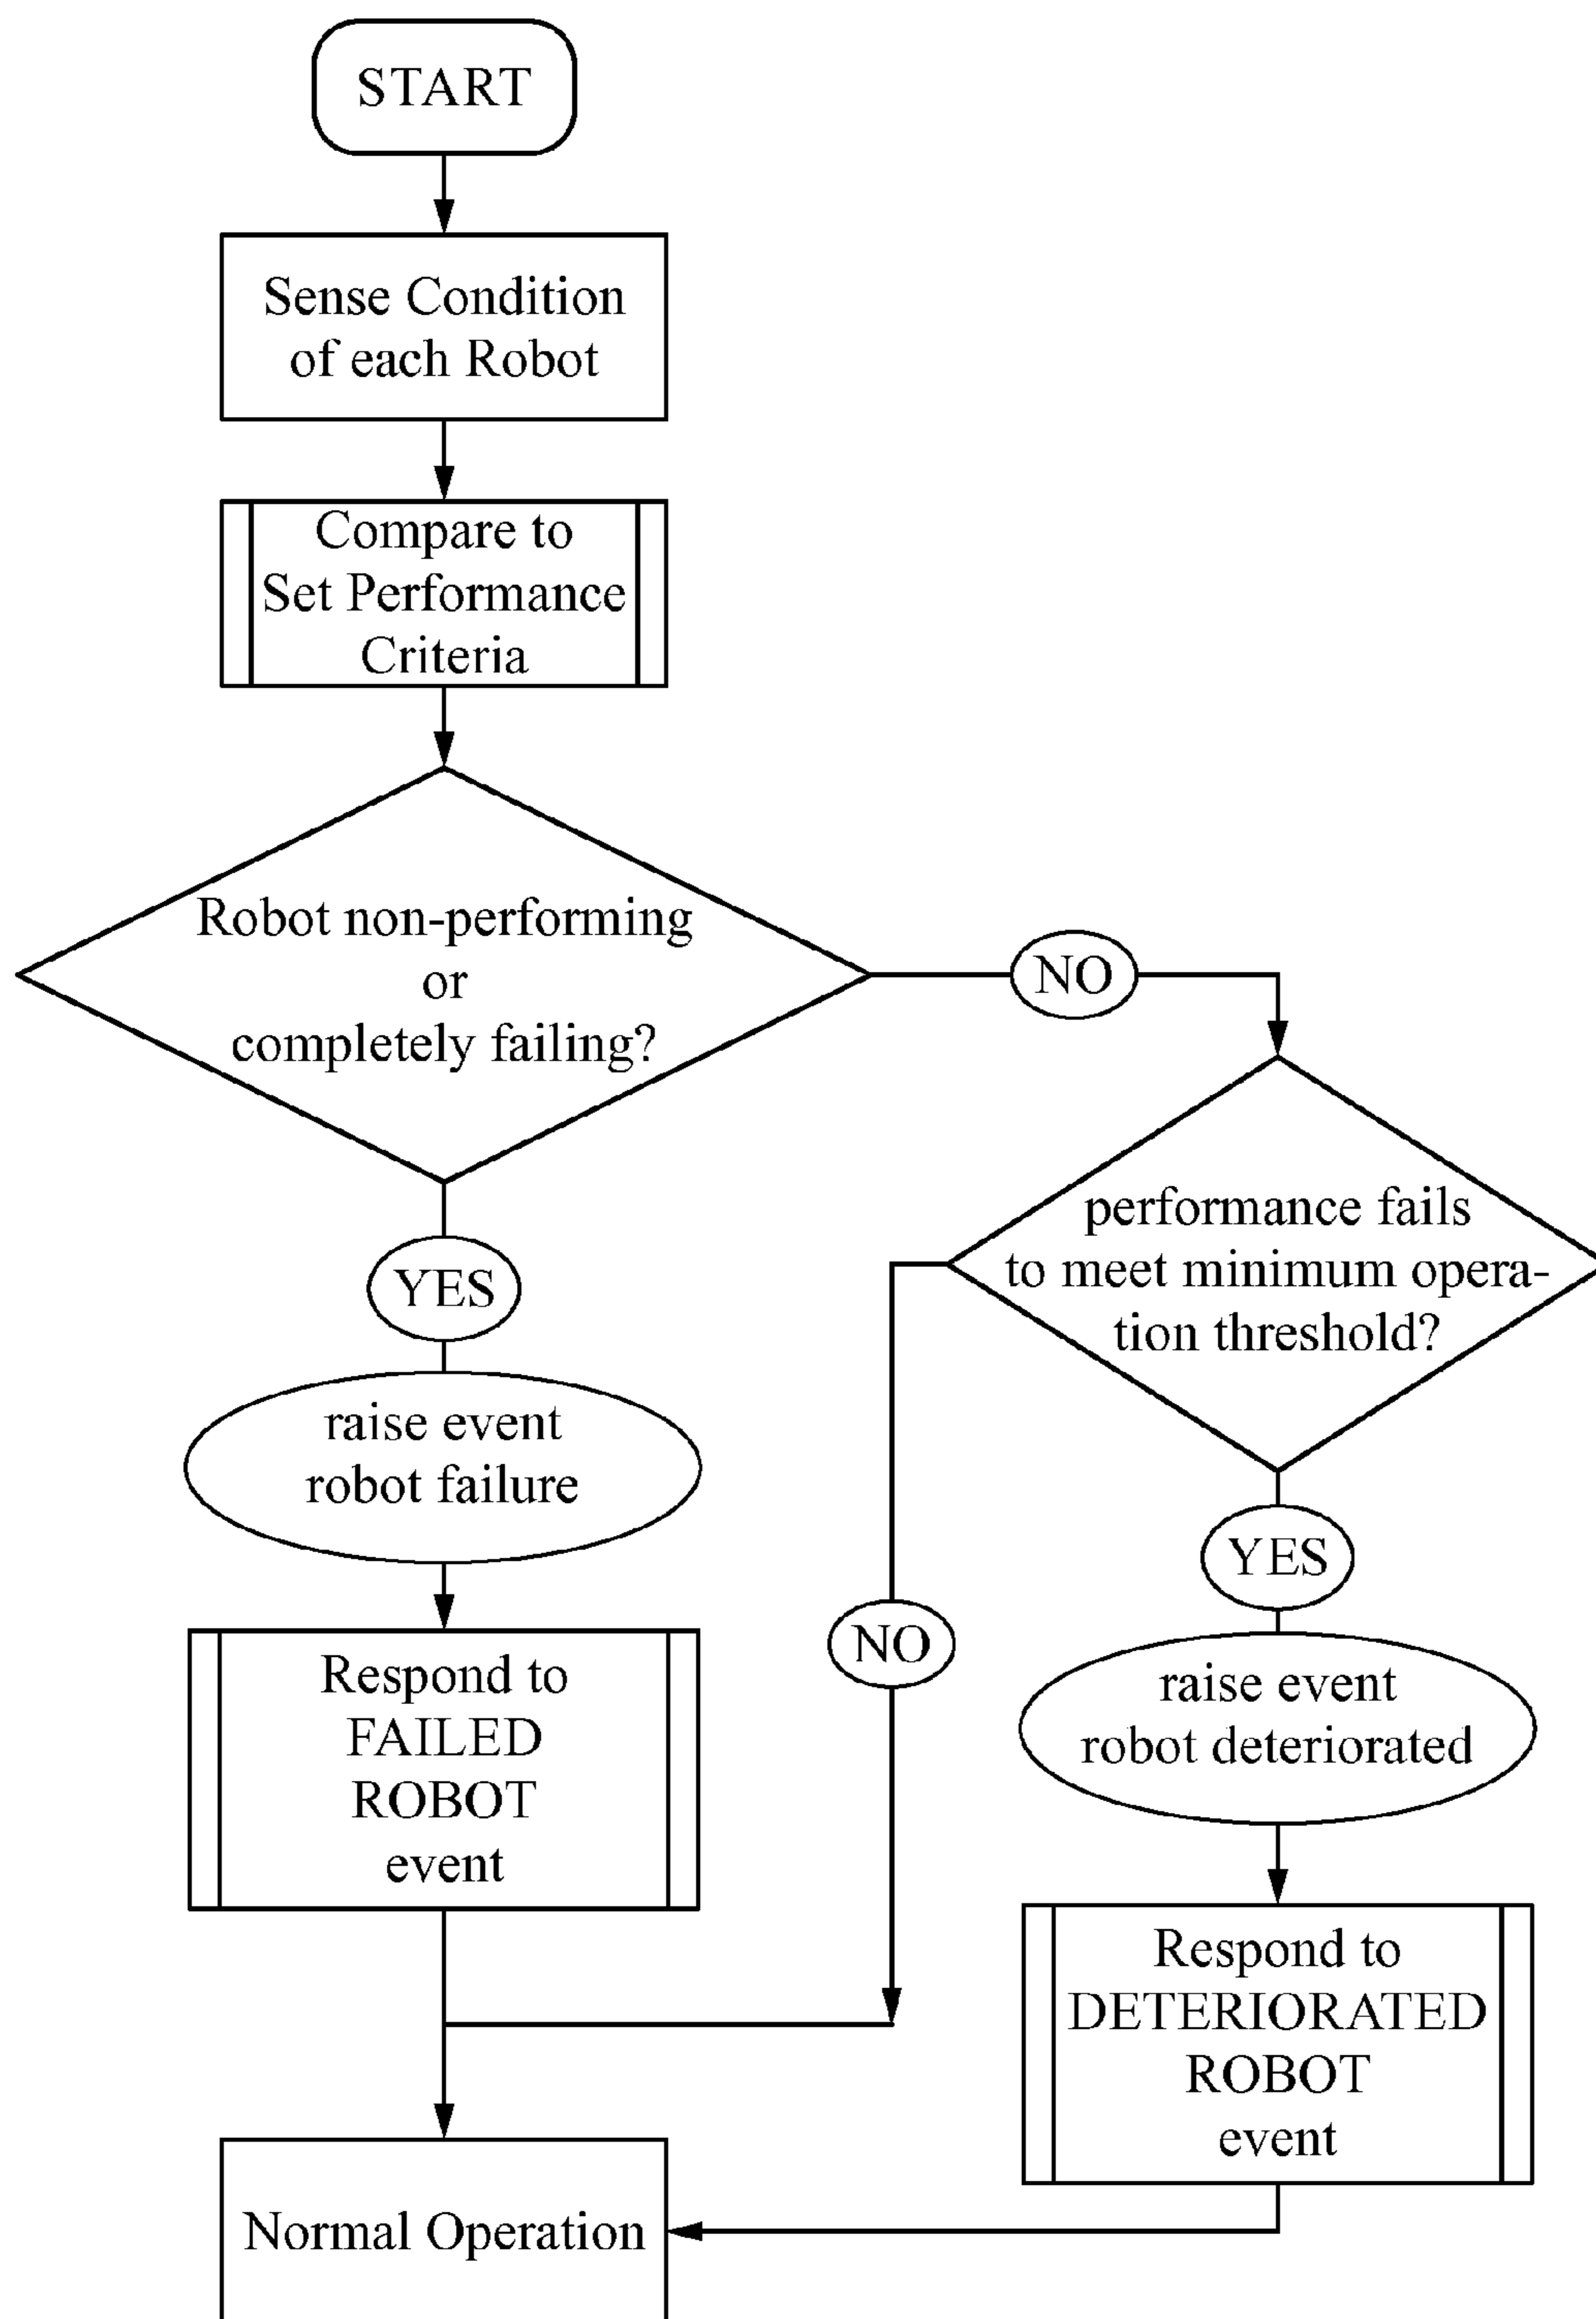 START
Sense Condition
of each Robot
Compare to
Set Performance
Criteria
Robot non-performing
or
completely failing?
NO
YES
raise event
robot failure
Respond to
FAILED
ROBOT
event
performance fails
to meet minimum opera-
tion threshold?
NO
YES
raise event
robot deteriorated
Respond to
DETERIORATED
ROBOT
event
Normal Operation